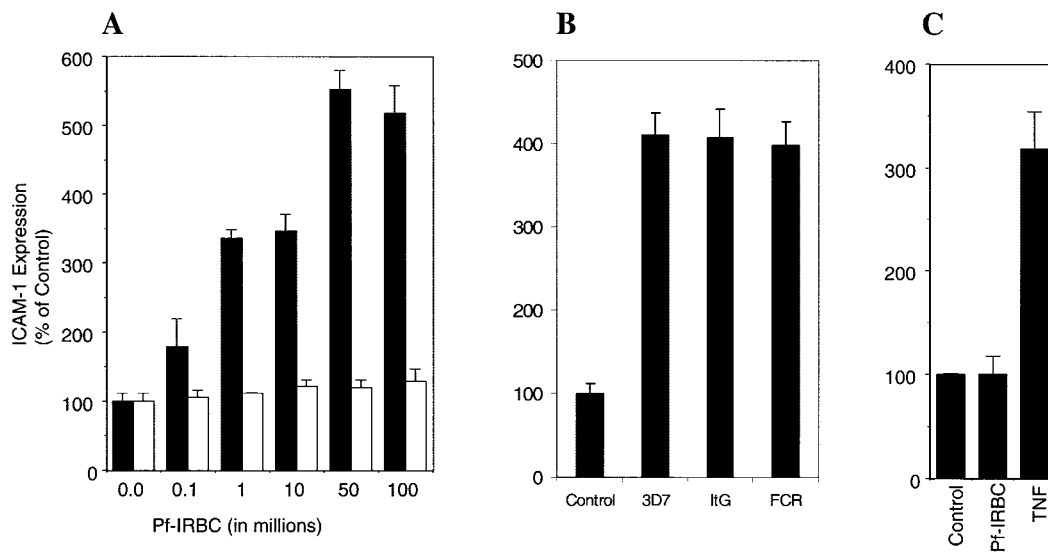 A
B
C
600
500
400
300
200
100
0
ICAM-1 Expression
(% of Control)
0.0 0.1 1 10 50 100
Pf-IRBC (in millions)
500
400
300
200
100
0
Control 3D7 ItG FCR
400
300
200
100
0
Control
Pf-IRBC
TNF